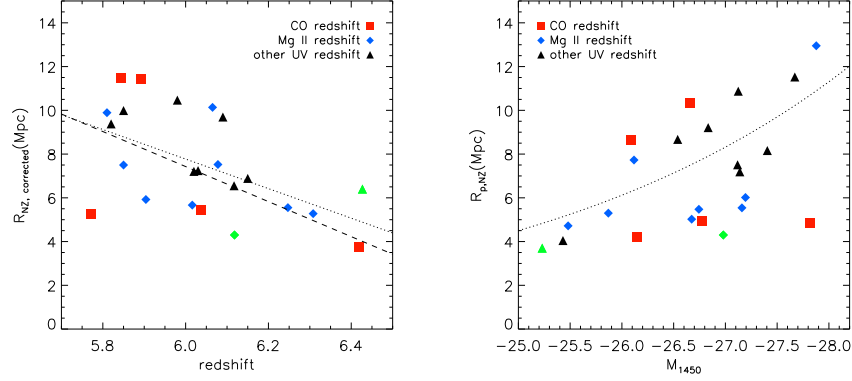 CO redshift
Mg II redshift
other UV redshift
14
12
10
8
6
4
2
0
R_NZ, corrected(Mpc)
5.8 6.0 6.2 6.4
redshift
CO redshift
Mg II redshift
other UV redshift
14
12
10
8
6
4
2
0
R_p,NZ(Mpc)
−25.0 −25.5 −26.0 −26.5 −27.0 −27.5 −28.0
M_1450